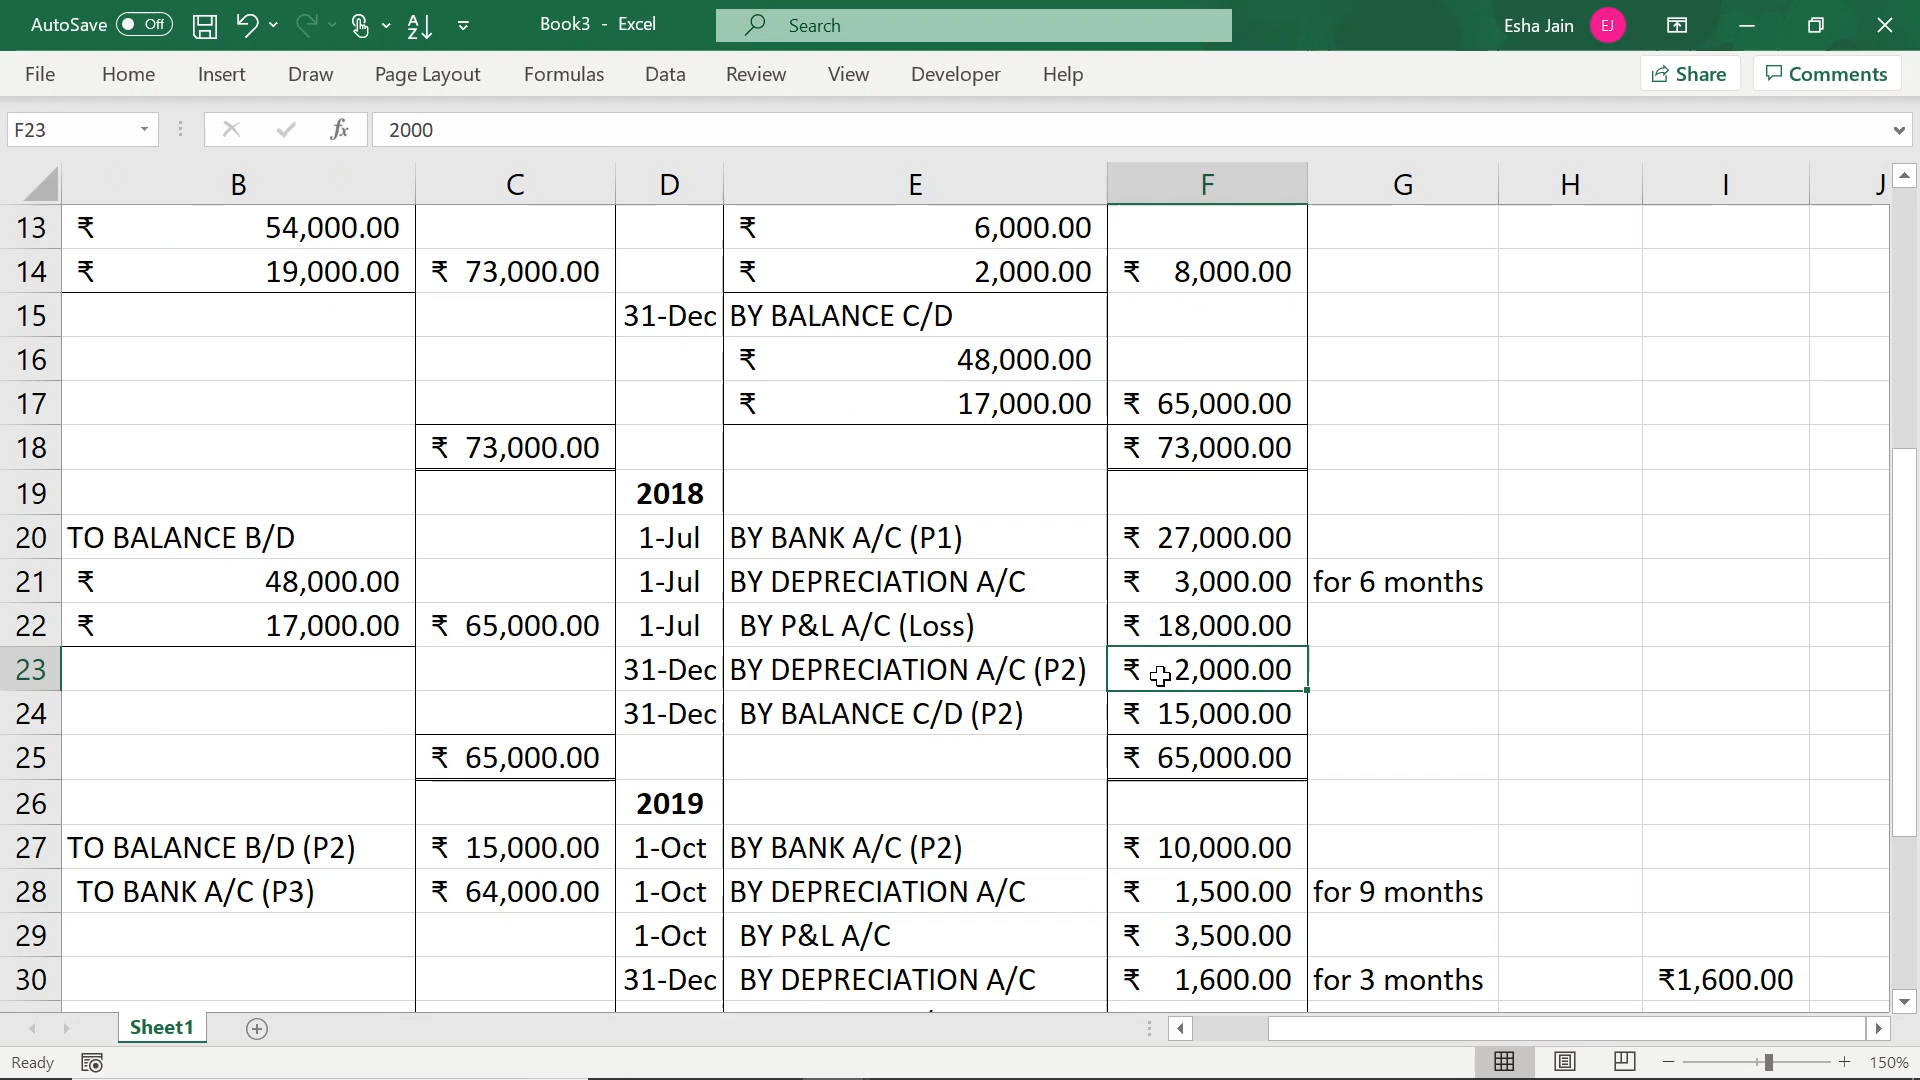 AutoSave Off Book3 - Excel Search Esha Jain EJ
File Home Insert Draw Page Layout Formulas Data Review View Developer Help Share Comments
F23 fx 2000
B C D E F G H I J
13 ₹ 54,000.00 ₹ 6,000.00
14 ₹ 19,000.00 ₹ 73,000.00 ₹ 2,000.00 ₹ 8,000.00
15 31-Dec BY BALANCE C/D
16 ₹ 48,000.00
17 ₹ 17,000.00 ₹ 65,000.00
18 ₹ 73,000.00 ₹ 73,000.00
19 2018
20 TO BALANCE B/D 1-Jul BY BANK A/C (P1) ₹ 27,000.00
21 ₹ 48,000.00 1-Jul BY DEPRECIATION A/C ₹ 3,000.00 for 6 months
22 ₹ 17,000.00 ₹ 65,000.00 1-Jul BY P&L A/C (Loss) ₹ 18,000.00
23 31-Dec BY DEPRECIATION A/C (P2) ₹ 2,000.00
24 31-Dec BY BALANCE C/D (P2) ₹ 15,000.00
25 ₹ 65,000.00 ₹ 65,000.00
26 2019
27 TO BALANCE B/D (P2) ₹ 15,000.00 1-Oct BY BANK A/C (P2) ₹ 10,000.00
28 TO BANK A/C (P3) ₹ 64,000.00 1-Oct BY DEPRECIATION A/C ₹ 1,500.00 for 9 months
29 1-Oct BY P&L A/C ₹ 3,500.00
30 31-Dec BY DEPRECIATION A/C ₹ 1,600.00 for 3 months ₹1,600.00
Sheet1
Ready 150%